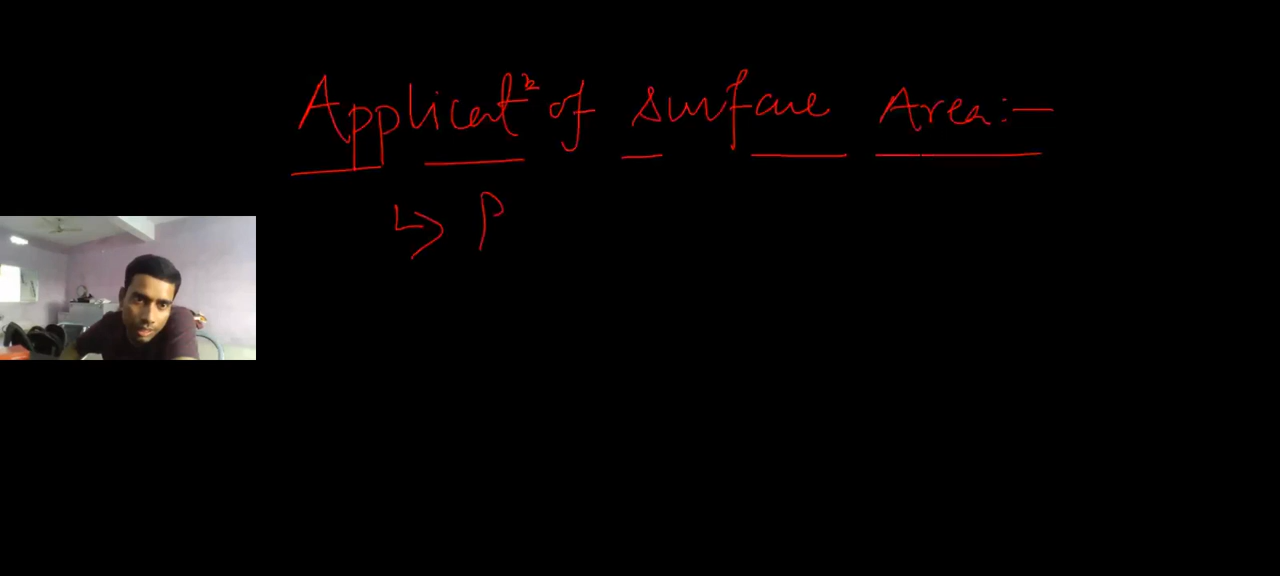 Applicatⁿ of surface Area:-
↳ P